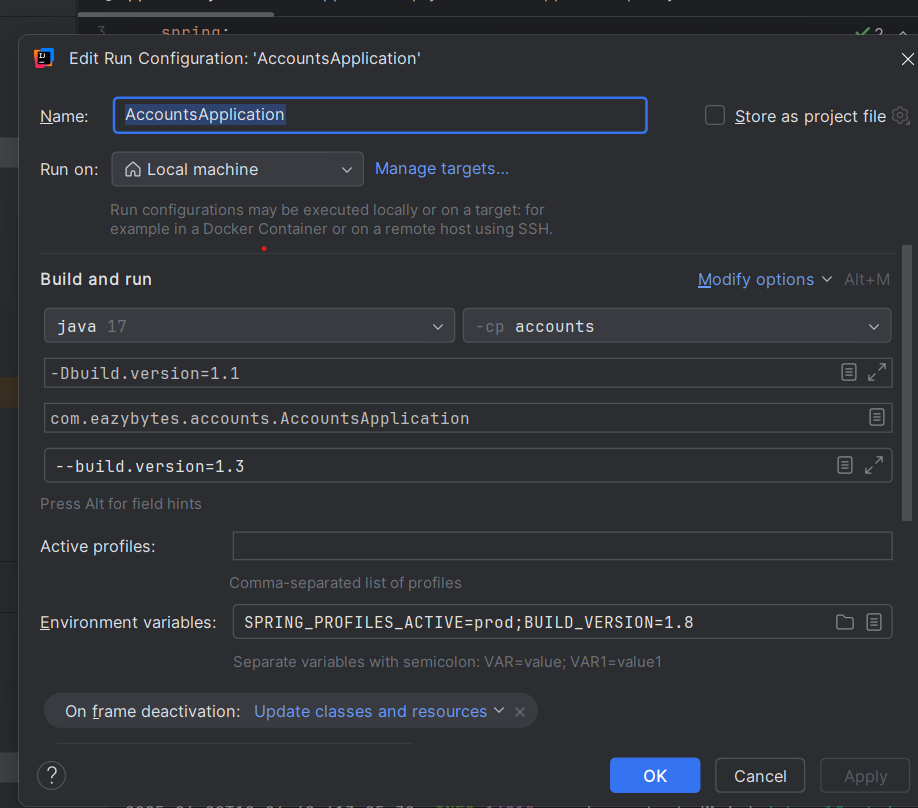 3 spring:
2
Edit Run Configuration: 'AccountsApplication'
Name: AccountsApplication Store as project file
Run on: Local machine Manage targets...
Run configurations may be executed locally or on a target: for
example in a Docker Container or on a remote host using SSH.
Build and run Modify options Alt+M
java 17 -cp accounts
-Dbuild.version=1.1
com.eazybytes.accounts.AccountsApplication
--build.version=1.3
Press Alt for field hints
Active profiles:
Comma-separated list of profiles
Environment variables: SPRING_PROFILES_ACTIVE=prod;BUILD_VERSION=1.8
Separate variables with semicolon: VAR=value; VAR1=value1
On frame deactivation: Update classes and resources
? OK Cancel Apply